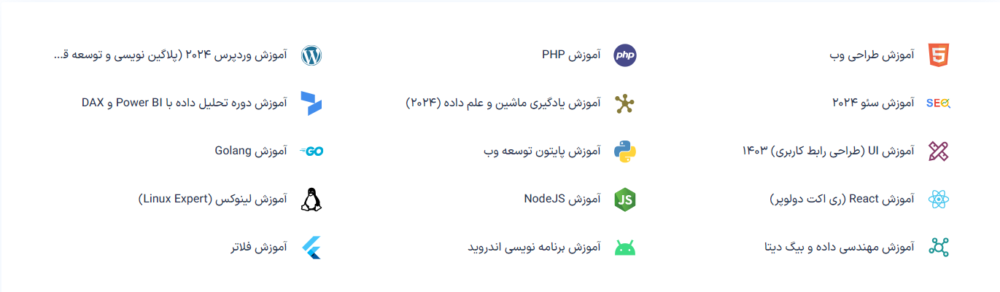 آموزش طراحی وب
آموزش PHP
آموزش وردپرس ۲۰۲۴ (پلاگین نویسی و توسعه ق...
آموزش سئو ۲۰۲۴
آموزش یادگیری ماشین و علم داده (۲۰۲۴)
آموزش دوره تحلیل داده با Power BI و DAX
آموزش UI (طراحی رابط کاربری) ۱۴۰۳
آموزش پایتون توسعه وب
آموزش Golang
آموزش React (ری اکت دولوپر)
آموزش NodeJS
آموزش لینوکس (Linux Expert)
آموزش مهندسی داده و بیگ دیتا
آموزش برنامه نویسی اندروید
آموزش فلاتر
5
php
SEO
GO
JS